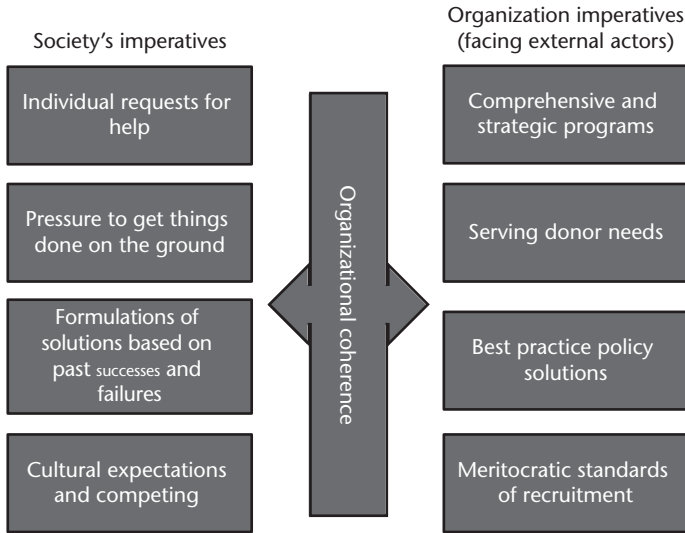 Society’s imperatives
Individual requests for
help
Pressure to get things
done on the ground
Formulations of
solutions based on
past successes and
failures
Cultural expectations
and competing
Organizational coherence
Organization imperatives
(facing external actors)
Comprehensive and
strategic programs
Serving donor needs
Best practice policy
solutions
Meritocratic standards
of recruitment